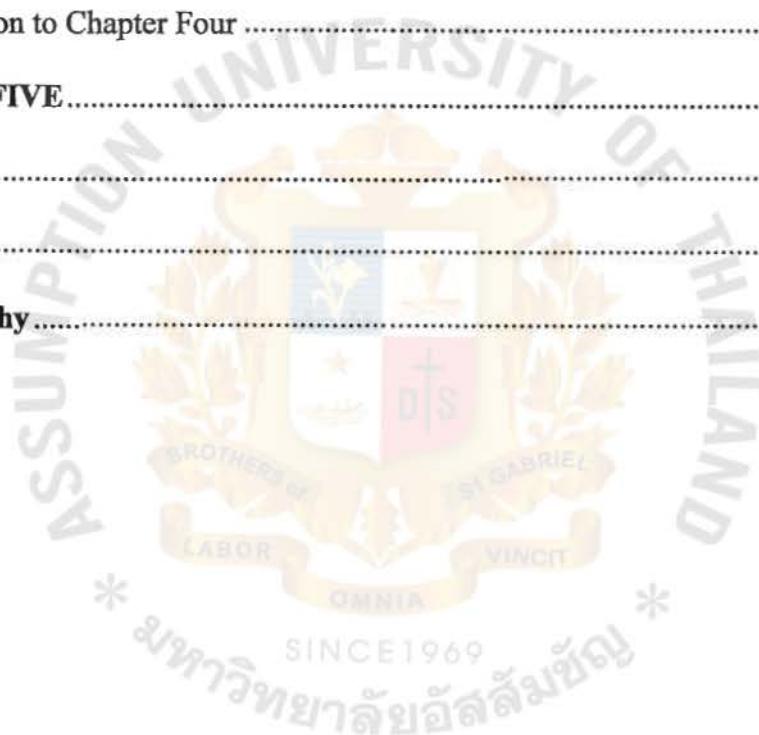 on to Chapter Four
FIVE
hy
ASSUMPTION UNIVERSITY OF THAILAND
D S
BROTHERS of ST GABRIEL
LABOR
OMNIA
VINCIT
SINCE1969
* มหาวิทยาลัยอัสสัมชัญ *